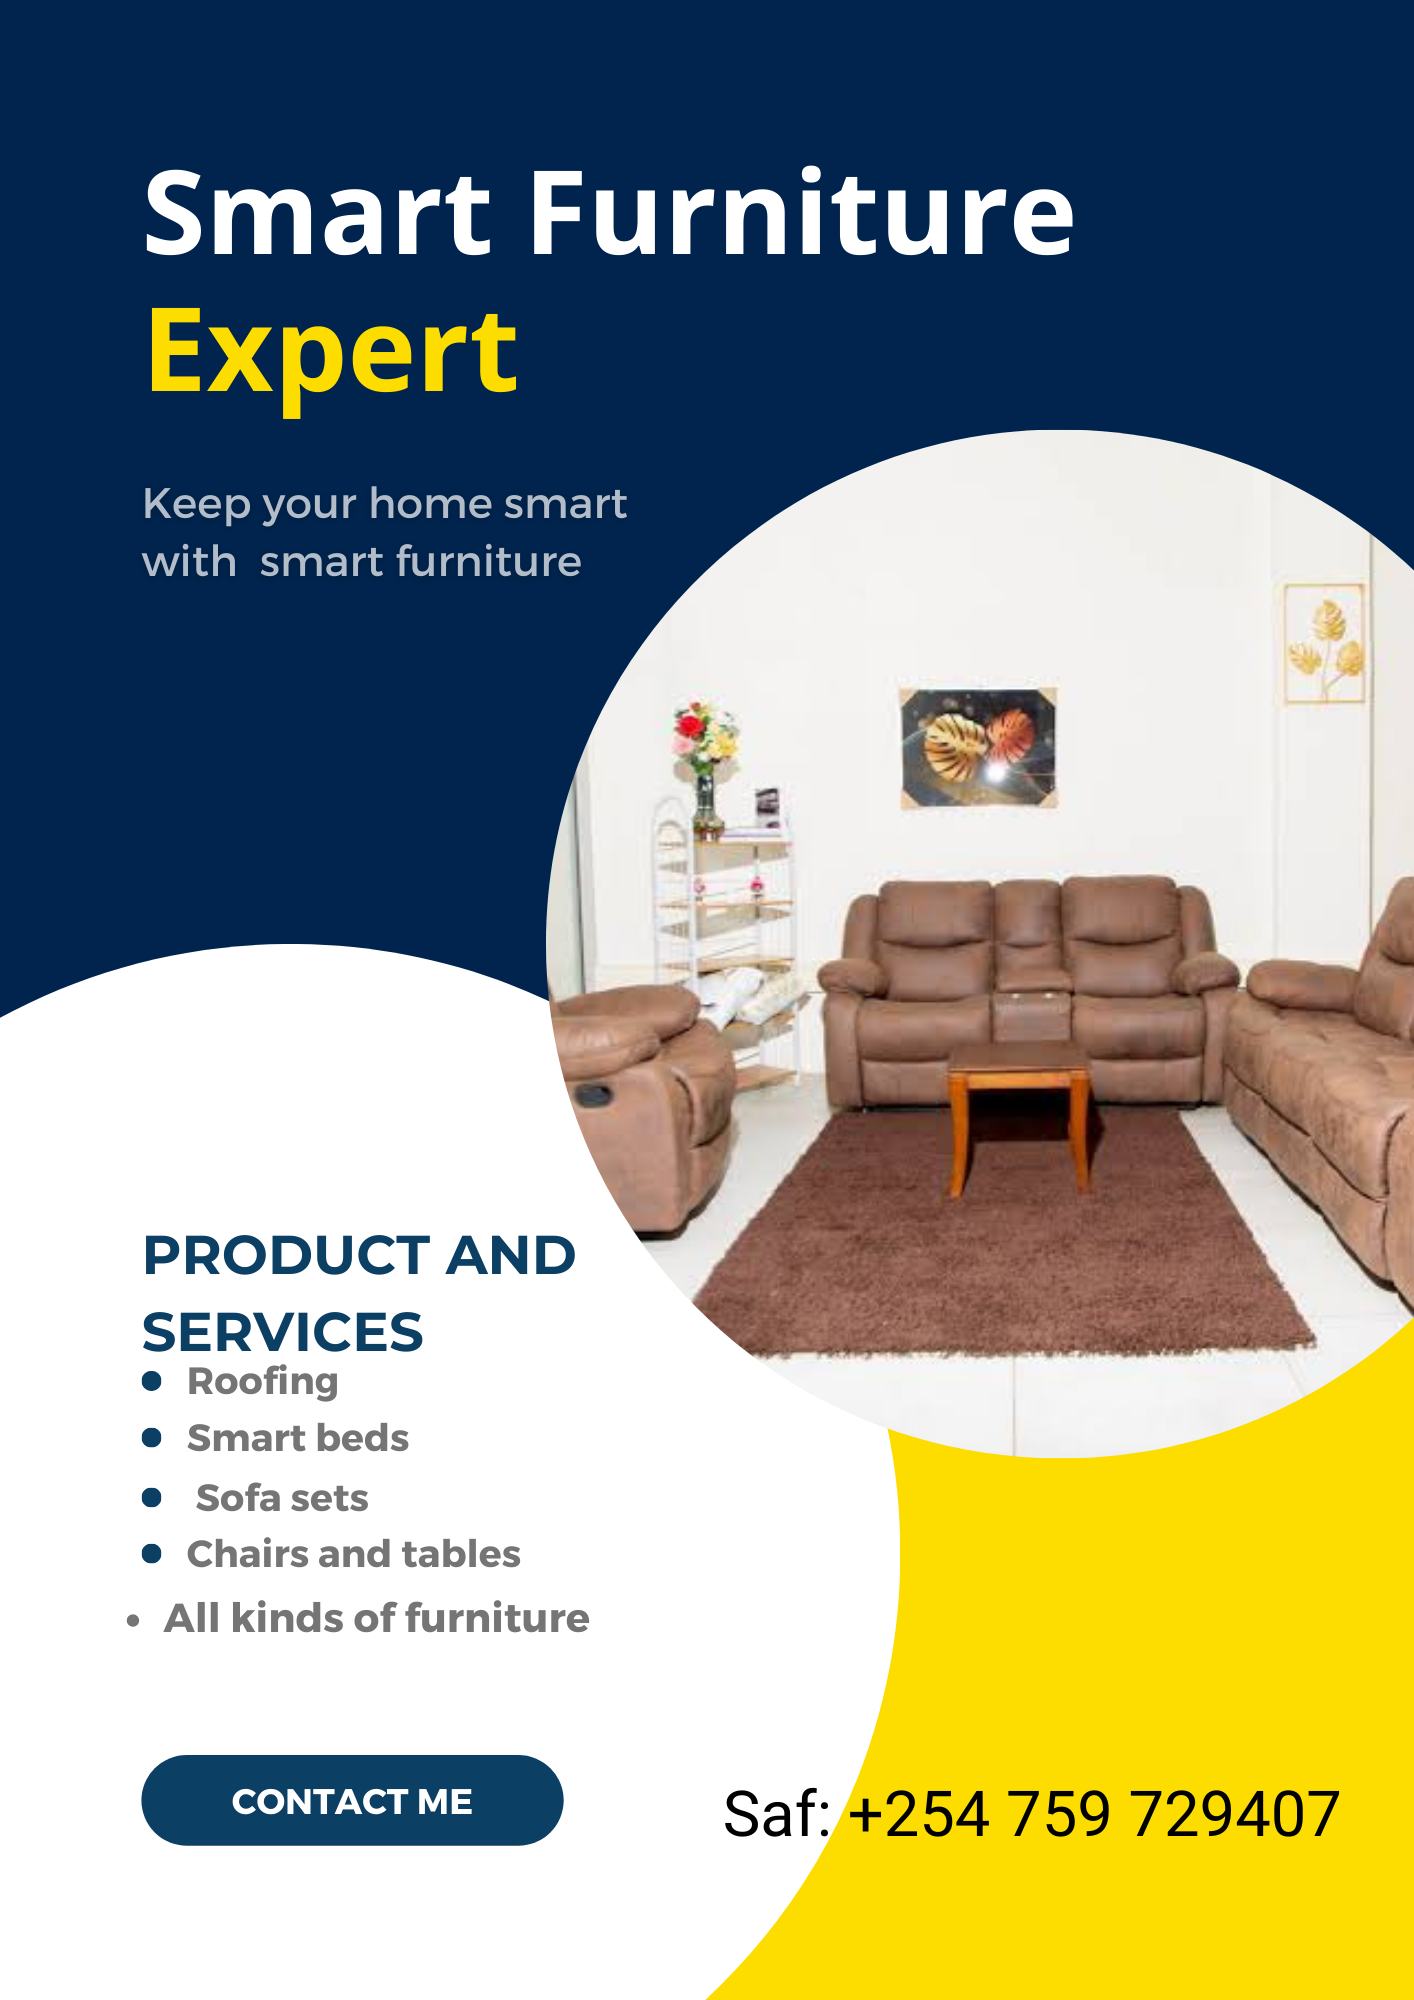 Smart Furniture
Expert
Keep your home smart
with smart furniture
PRODUCT AND
SERVICES
• Roofing
• Smart beds
• Sofa sets
• Chairs and tables
• All kinds of furniture
CONTACT ME
Saf: +254 759 729407